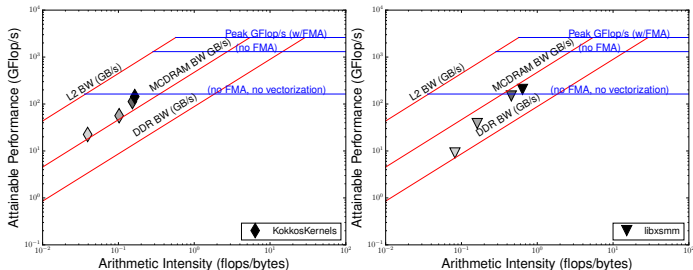 Peak GFlop/s (w/FMA)
(no FMA)
(no FMA, no vectorization)
L2 BW (GB/s)
MCDRAM BW GB/s)
DDR BW (GB/s)
KokkosKernels
10^4
10^3
10^2
10^1
10^0
10^-1
10^-2
10^-1
10^0
10^1
10^2
Attainable Performance (GFlop/s)
Arithmetic Intensity (flops/bytes)
Peak GFlop/s (w/FMA)
(no FMA)
(no FMA, no vectorization)
L2 BW (GB/s)
MCDRAM BW GB/s)
DDR BW (GB/s)
libxsmm
10^4
10^3
10^2
10^1
10^0
10^-1
10^-2
10^-1
10^0
10^1
10^2
Attainable Performance (GFlop/s)
Arithmetic Intensity (flops/bytes)